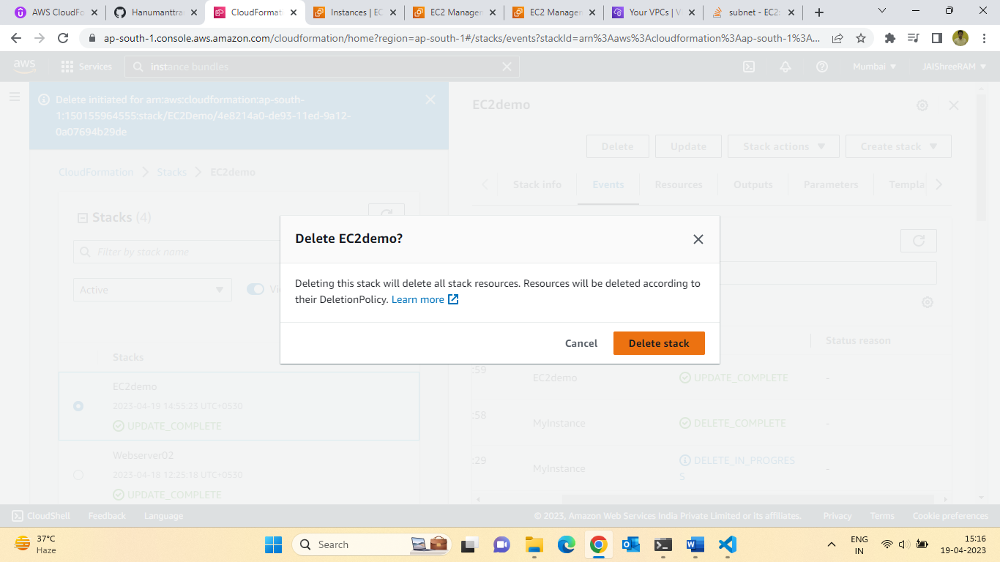 AWS CloudFo
Hanumanttra
CloudFormati
Instances | EC
EC2 Manager
EC2 Manager
Your VPCs | V
subnet - EC2:
ap-south-1.console.aws.amazon.com/cloudformation/home?region=ap-south-1#/stacks/events?stackId=arn%3Aaws%3Acloudformation%3Aap-south-1%3A...
aws
Services
instance bundles
Mumbai
JAIShreeRAM
Delete initiated for arn:aws:cloudformation:ap-south-
1:150155964555:stack/EC2Demo/4e8214a0-de93-11ed-9a12-
0a07694b29de
CloudFormation
Stacks
EC2demo
Stacks (4)
Filter by stack name
Active
Vi
Stacks
EC2demo
2023-04-19 14:55:23 UTC+0530
UPDATE_COMPLETE
Webserver02
2023-04-18 12:25:18 UTC+0530
UPDATE_COMPLETE
EC2demo
Delete
Update
Stack actions
Create stack
Stack info
Events
Resources
Outputs
Parameters
Templa
Delete EC2demo?
Deleting this stack will delete all stack resources. Resources will be deleted according to
their DeletionPolicy. Learn more
Cancel
Delete stack
Status reason
:59
EC2demo
UPDATE_COMPLETE
-
:58
MyInstance
DELETE_COMPLETE
-
:29
MyInstance
DELETE_IN_PROGRES
S
-
CloudShell
Feedback
Language
© 2023, Amazon Web Services India Private Limited or its affiliates.
Privacy
Terms
Cookie preferences
37°C
Haze
Search
ENG
IN
15:16
19-04-2023